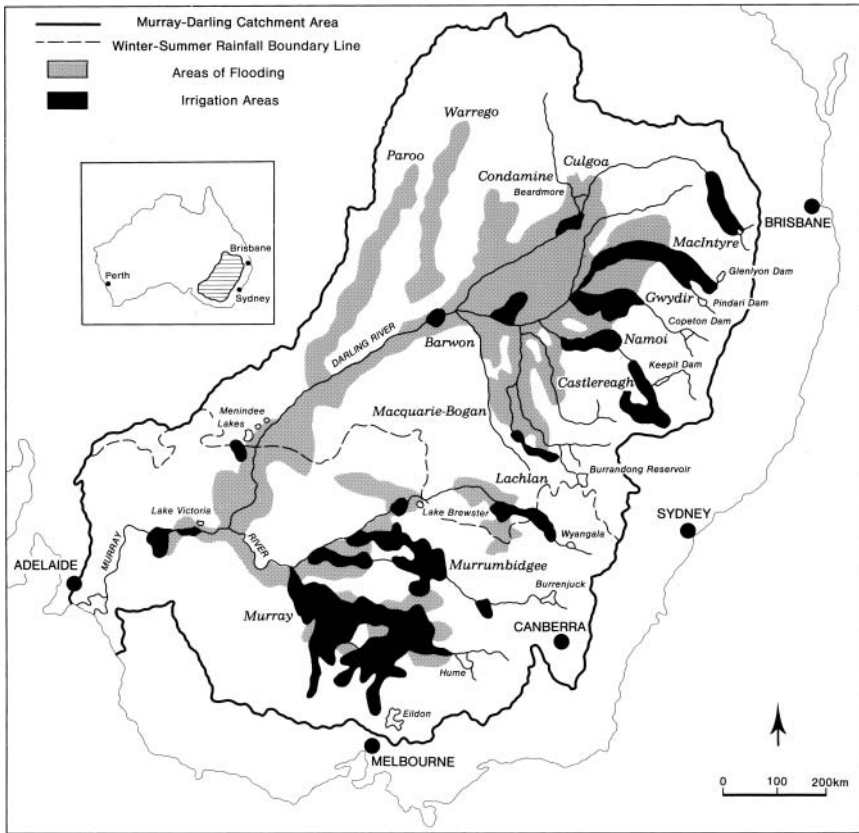 Murray-Darling Catchment Area
Winter-Summer Rainfall Boundary Line
Areas of Flooding
Irrigation Areas
Warrego
Paroo
Condamine
Culgoa
Beardmore
BRISBANE
MacIntyre
Glenlyon Dam
Pindari Dam
Gwydir
Copeton Dam
Namoi
Keepit Dam
Castlereagh
Barwon
DARLING RIVER
Macquarie-Bogan
Menindee
Lakes
Burrandong Reservoir
Lachlan
Lake Brewster
Wyangala
SYDNEY
Lake Victoria
MURRAY
RIVER
ADELAIDE
Murrumbidgee
Burrenjuck
Murray
CANBERRA
Hume
Eildon
MELBOURNE
Brisbane
Perth
Sydney
0 100 200km